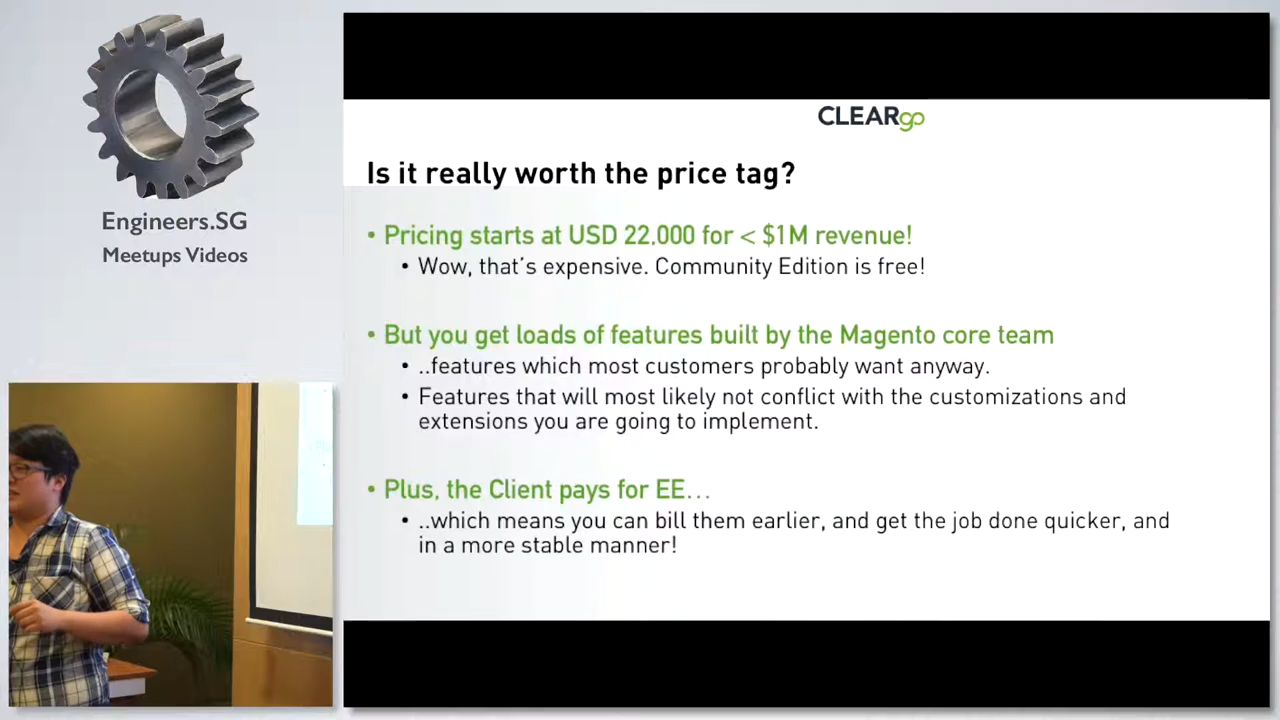 Engineers.SG
Meetups Videos
CLEARgo
Is it really worth the price tag?
• Pricing starts at USD 22,000 for < $1M revenue!
• Wow, that's expensive. Community Edition is free!
• But you get loads of features built by the Magento core team
• ..features which most customers probably want anyway.
• Features that will most likely not conflict with the customizations and
extensions you are going to implement.
• Plus, the Client pays for EE...
• ..which means you can bill them earlier, and get the job done quicker, and
in a more stable manner!